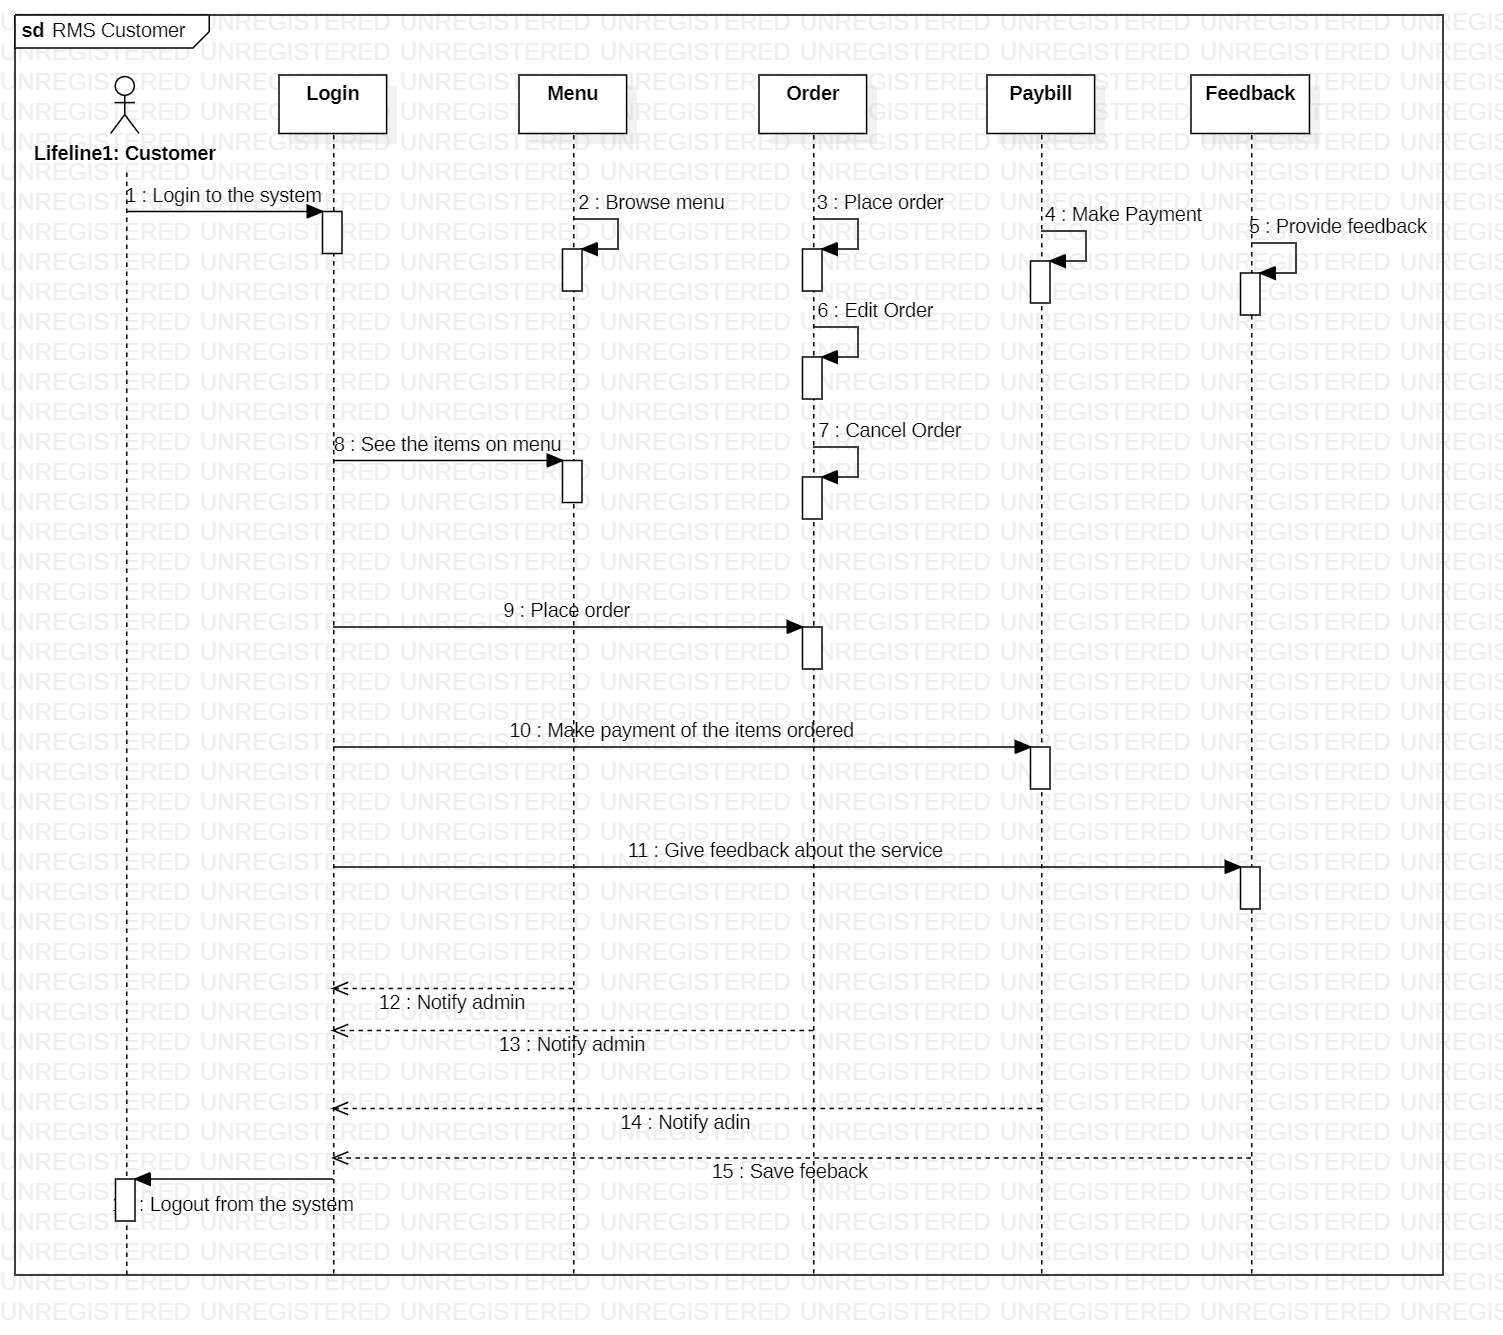 sd RMS Customer
Login
Menu
Order
Paybill
Feedback
Lifeline1: Customer
1 : Login to the system
2 : Browse menu
3 : Place order
4 : Make Payment
5 : Provide feedback
6 : Edit Order
7 : Cancel Order
8 : See the items on menu
9 : Place order
10 : Make payment of the items ordered
11 : Give feedback about the service
12 : Notify admin
13 : Notify admin
14 : Notify adin
15 : Save feeback
: Logout from the system
UNREGISTERED